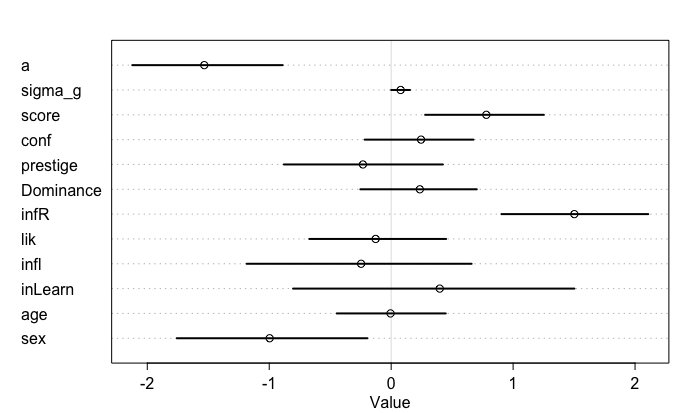 a
sigma_g
score
conf
prestige
Dominance
infR
lik
infl
inLearn
age
sex
-2 -1 0 1 2
Value